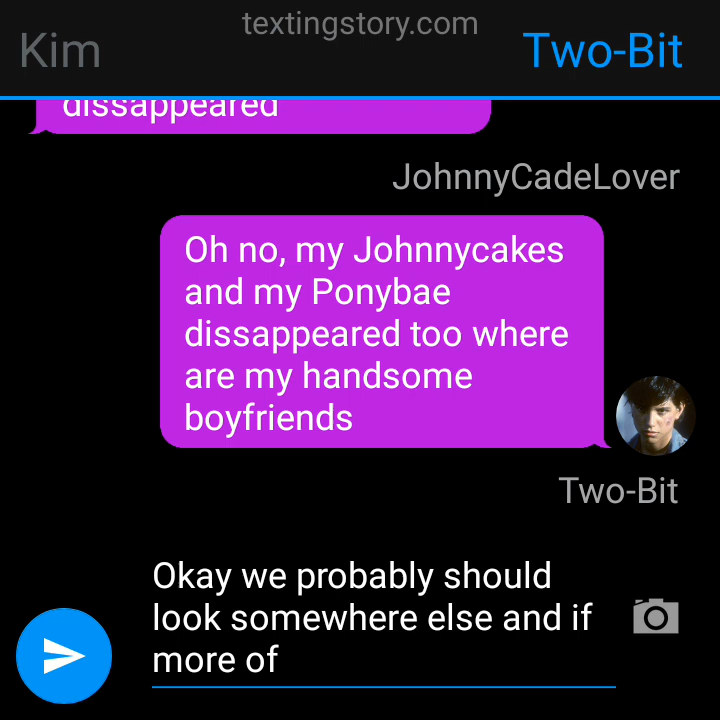 textingstory.com
Kim
Two-Bit
dissappeared
JohnnyCadeLover
Oh no, my Johnnycakes
and my Ponybae
dissappeared too where
are my handsome
boyfriends
Two-Bit
Okay we probably should
look somewhere else and if
more of